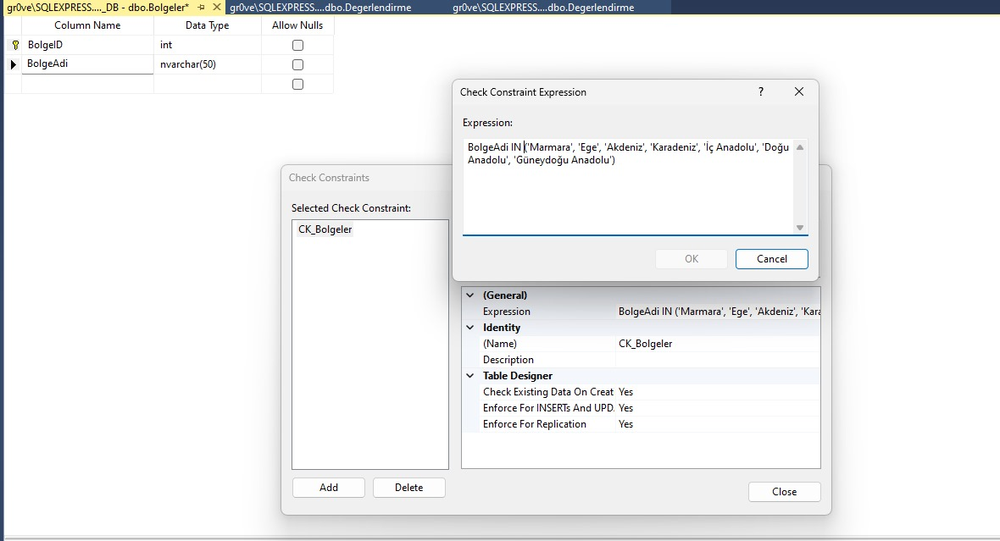 gr0ve\SQLEXPRESS...._DB - dbo.Bolgeler*
gr0ve\SQLEXPRESS....dbo.Degerlendirme
gr0ve\SQLEXPRESS....dbo.Degerlendirme
Column Name Data Type Allow Nulls
BolgeID int
BolgeAdi nvarchar(50)
Check Constraint Expression ?
Expression:
BolgeAdi IN ('Marmara', 'Ege', 'Akdeniz', 'Karadeniz', 'İç Anadolu', 'Doğu
Anadolu', 'Güneydoğu Anadolu')
OK Cancel
Check Constraints
Selected Check Constraint:
CK_Bolgeler
(General)
Expression BolgeAdi IN ('Marmara', 'Ege', 'Akdeniz', 'Kara
Identity
(Name) CK_Bolgeler
Description
Table Designer
Check Existing Data On Creat Yes
Enforce For INSERTs And UPD. Yes
Enforce For Replication Yes
Add Delete
Close